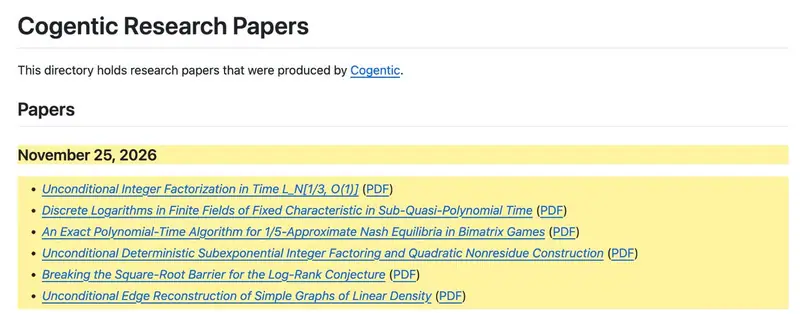 Cogentic Research Papers
This directory holds research papers that were produced by Cogentic.
Papers
November 25, 2026
• Unconditional Integer Factorization in Time L_N[1/3, O(1)] (PDF)
• Discrete Logarithms in Finite Fields of Fixed Characteristic in Sub-Quasi-Polynomial Time (PDF)
• An Exact Polynomial-Time Algorithm for 1/5-Approximate Nash Equilibria in Bimatrix Games (PDF)
• Unconditional Deterministic Subexponential Integer Factoring and Quadratic Nonresidue Construction (PDF)
• Breaking the Square-Root Barrier for the Log-Rank Conjecture (PDF)
• Unconditional Edge Reconstruction of Simple Graphs of Linear Density (PDF)